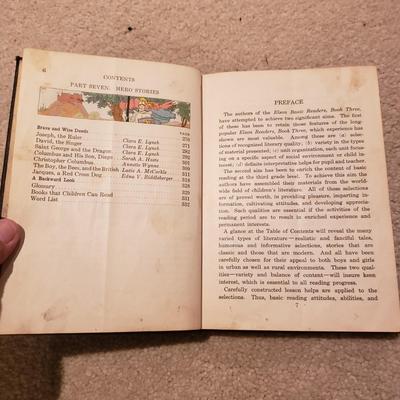 6
CONTENTS
PART SEVEN. HERO STORIES
Brave and Wise Deeds PAGE
Joseph, the Ruler Clara E. Lynch 270
David, the Singer Clara E. Lynch 271
Saint George and the Dragon Clara E. Lynch 281
Columbus and His Son, Diego Sarah A. Haste
Christopher Columbus Annette Wynne
The Boy, the Bees, and the British Lutie A. McCorkle
Jacques, a Red Cross Dog Edna V. Riddleberger
A Backward Look
Glossary
Books that Children Can Read
Word List 332
PREFACE
The authors of the Elson Basic Readers, Book Three,
have attempted to achieve two significant aims. The first
of these has been to retain those features of the long-
popular Elson Readers, Book Three, which experience has
shown are most valuable. Among these are (a) selec-
tions of recognized literary quality; (b) variety in the types
of material presented; (c) unit organization, each unit focus-
ing on a specific aspect of social environment or child in-
terest; (d) definite interpretative helps for pupil and teacher.
The second aim has been to enrich the content of basic
reading at the third grade level. To achieve this aim the
authors have assembled their materials from the world-
wide field of children's literature. All of these selections
are of proved worth, in providing pleasure, imparting in-
formation, cultivating attitudes, and developing appreciation.
Such qualities are essential if the activities of the
reading period are to result in enriched experience and
permanent interests.
A glance at the Table of Contents will reveal the many
varied types of literature—realistic and fanciful tales,
humorous and informative stories, stories that are
classic and those that are modern. And all have been
carefully chosen for their appeal to both boys and girls
in urban as well as rural environments. These two qual-
ities—variety and balance of content—will insure keen
interest, which is essential to all reading progress.
Carefully constructed lesson helps are applied to the
selections. Thus, basic reading attitudes, abilities, and
7